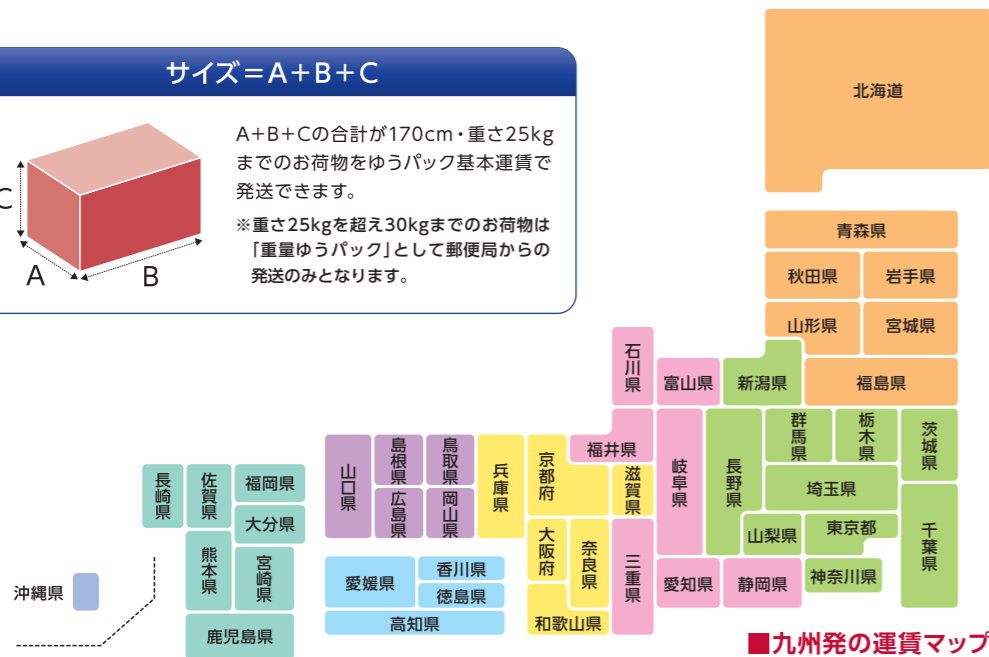 サイズ=A+B+C
A+B+Cの合計が170cm・重さ25kg
までのお荷物をゆうパック基本運賃で
発送できます。
※重さ25kgを超え30kgまでのお荷物は
「重量ゆうパック」として郵便局からの
発送のみとなります。
C
A
B
北海道
青森県
秋田県
岩手県
山形県
宮城県
福島県
石川県
富山県
新潟県
福井県
岐阜県
長野県
群馬県
栃木県
茨城県
埼玉県
山梨県
東京都
千葉県
神奈川県
愛知県
静岡県
三重県
滋賀県
京都府
兵庫県
大阪府
奈良県
和歌山県
鳥取県
島根県
岡山県
広島県
山口県
香川県
愛媛県
徳島県
高知県
福岡県
佐賀県
長崎県
大分県
熊本県
宮崎県
鹿児島県
沖縄県
■九州発の運賃マップ